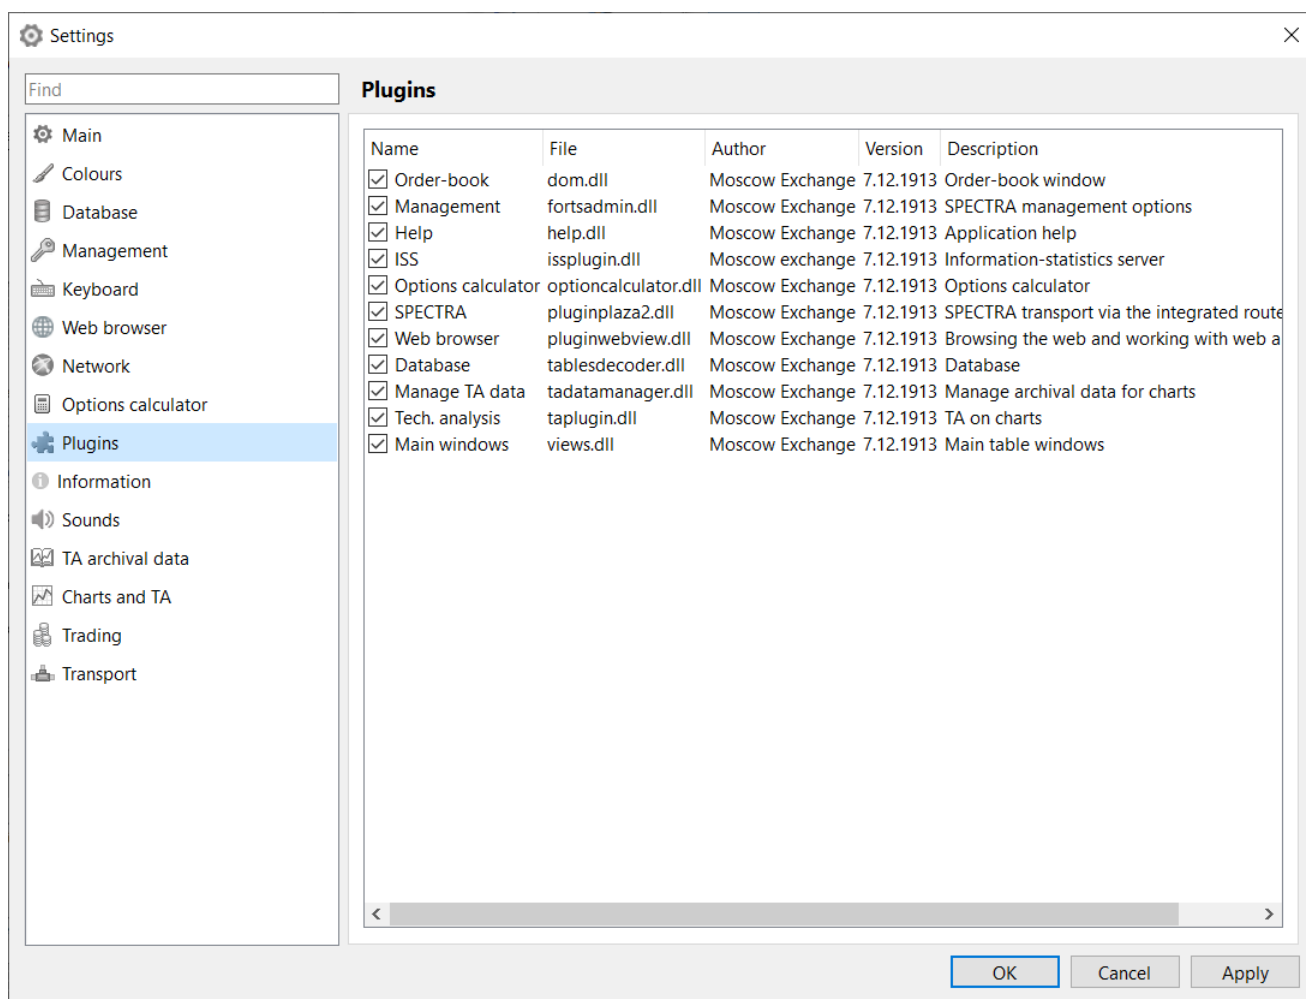 Settings
Find
Plugins
Main
Colours
Database
Management
Keyboard
Web browser
Network
Options calculator
Plugins
Information
Sounds
TA archival data
Charts and TA
Trading
Transport
Name File Author Version Description
Order-book dom.dll Moscow Exchange 7.12.1913 Order-book window
Management fortsadmin.dll Moscow Exchange 7.12.1913 SPECTRA management options
Help help.dll Moscow Exchange 7.12.1913 Application help
ISS issplugin.dll Moscow exchange 7.12.1913 Information-statistics server
Options calculator optioncalculator.dll Moscow Exchange 7.12.1913 Options calculator
SPECTRA pluginplaza2.dll Moscow Exchange 7.12.1913 SPECTRA transport via the integrated route
Web browser pluginwebview.dll Moscow Exchange 7.12.1913 Browsing the web and working with web a
Database tablesdecoder.dll Moscow Exchange 7.12.1913 Database
Manage TA data tadatamanager.dll Moscow Exchange 7.12.1913 Manage archival data for charts
Tech. analysis taplugin.dll Moscow Exchange 7.12.1913 TA on charts
Main windows views.dll Moscow Exchange 7.12.1913 Main table windows
OK Cancel Apply